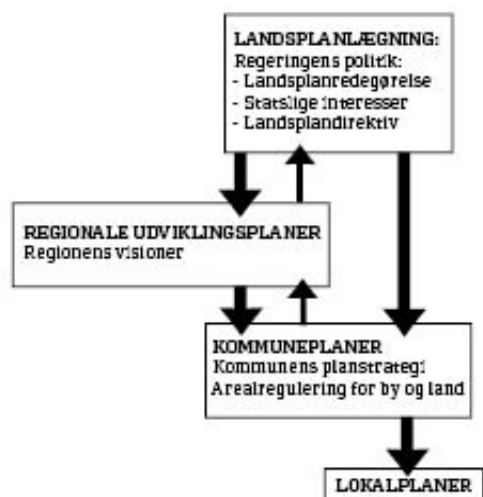 LANDSPLANLÆGNING:
Regeringens politik:
- Landsplanredegørelse
- Statslige interesser
- Landsplandirektiv
REGIONALE UDVIKLINGSPLANER
Regionens visioner
KOMMUNEPLANER
Kommunens planstrategi
Arealregulering for by og land
LOKALPLANER